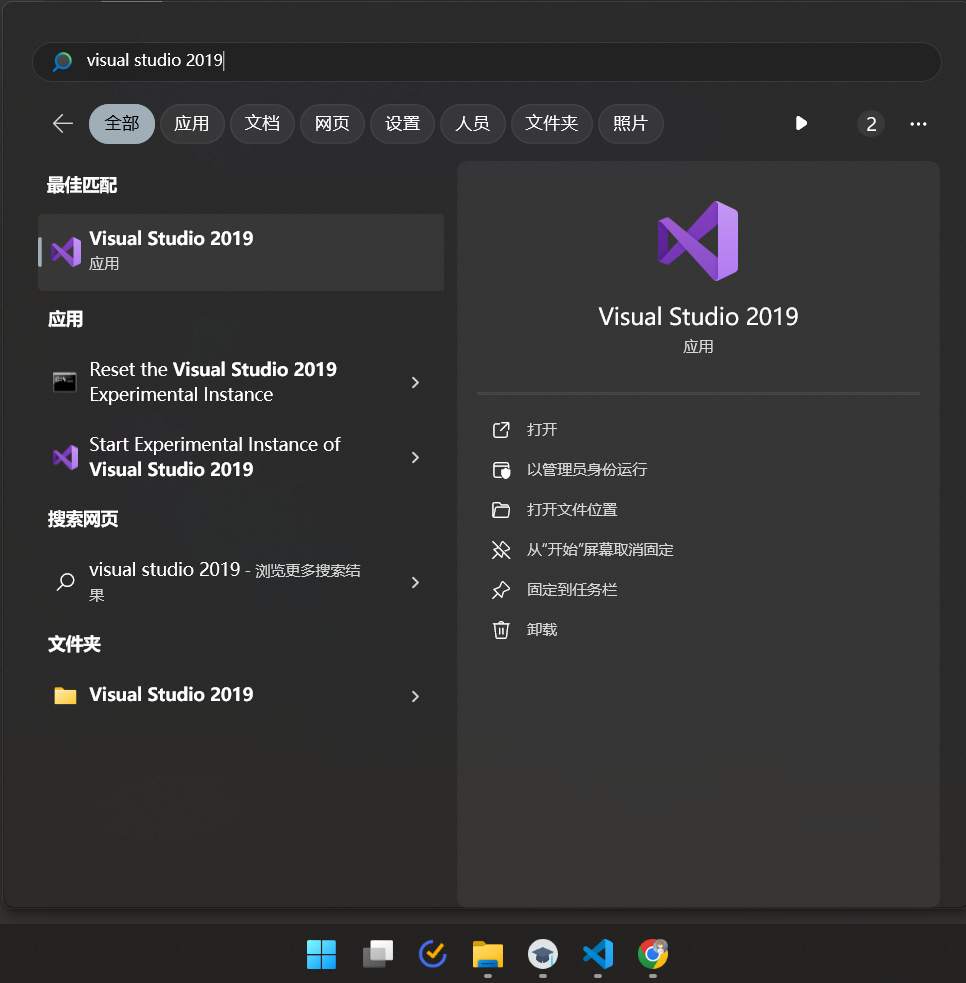 visual studio 2019
全部 应用 文档 网页 设置 人员 文件夹 照片 2
最佳匹配
Visual Studio 2019
应用
应用
Reset the Visual Studio 2019
Experimental Instance
Start Experimental Instance of
Visual Studio 2019
搜索网页
visual studio 2019 - 浏览更多搜索结
果
文件夹
Visual Studio 2019
Visual Studio 2019
应用
打开
以管理员身份运行
打开文件位置
从“开始”屏幕取消固定
固定到任务栏
卸载